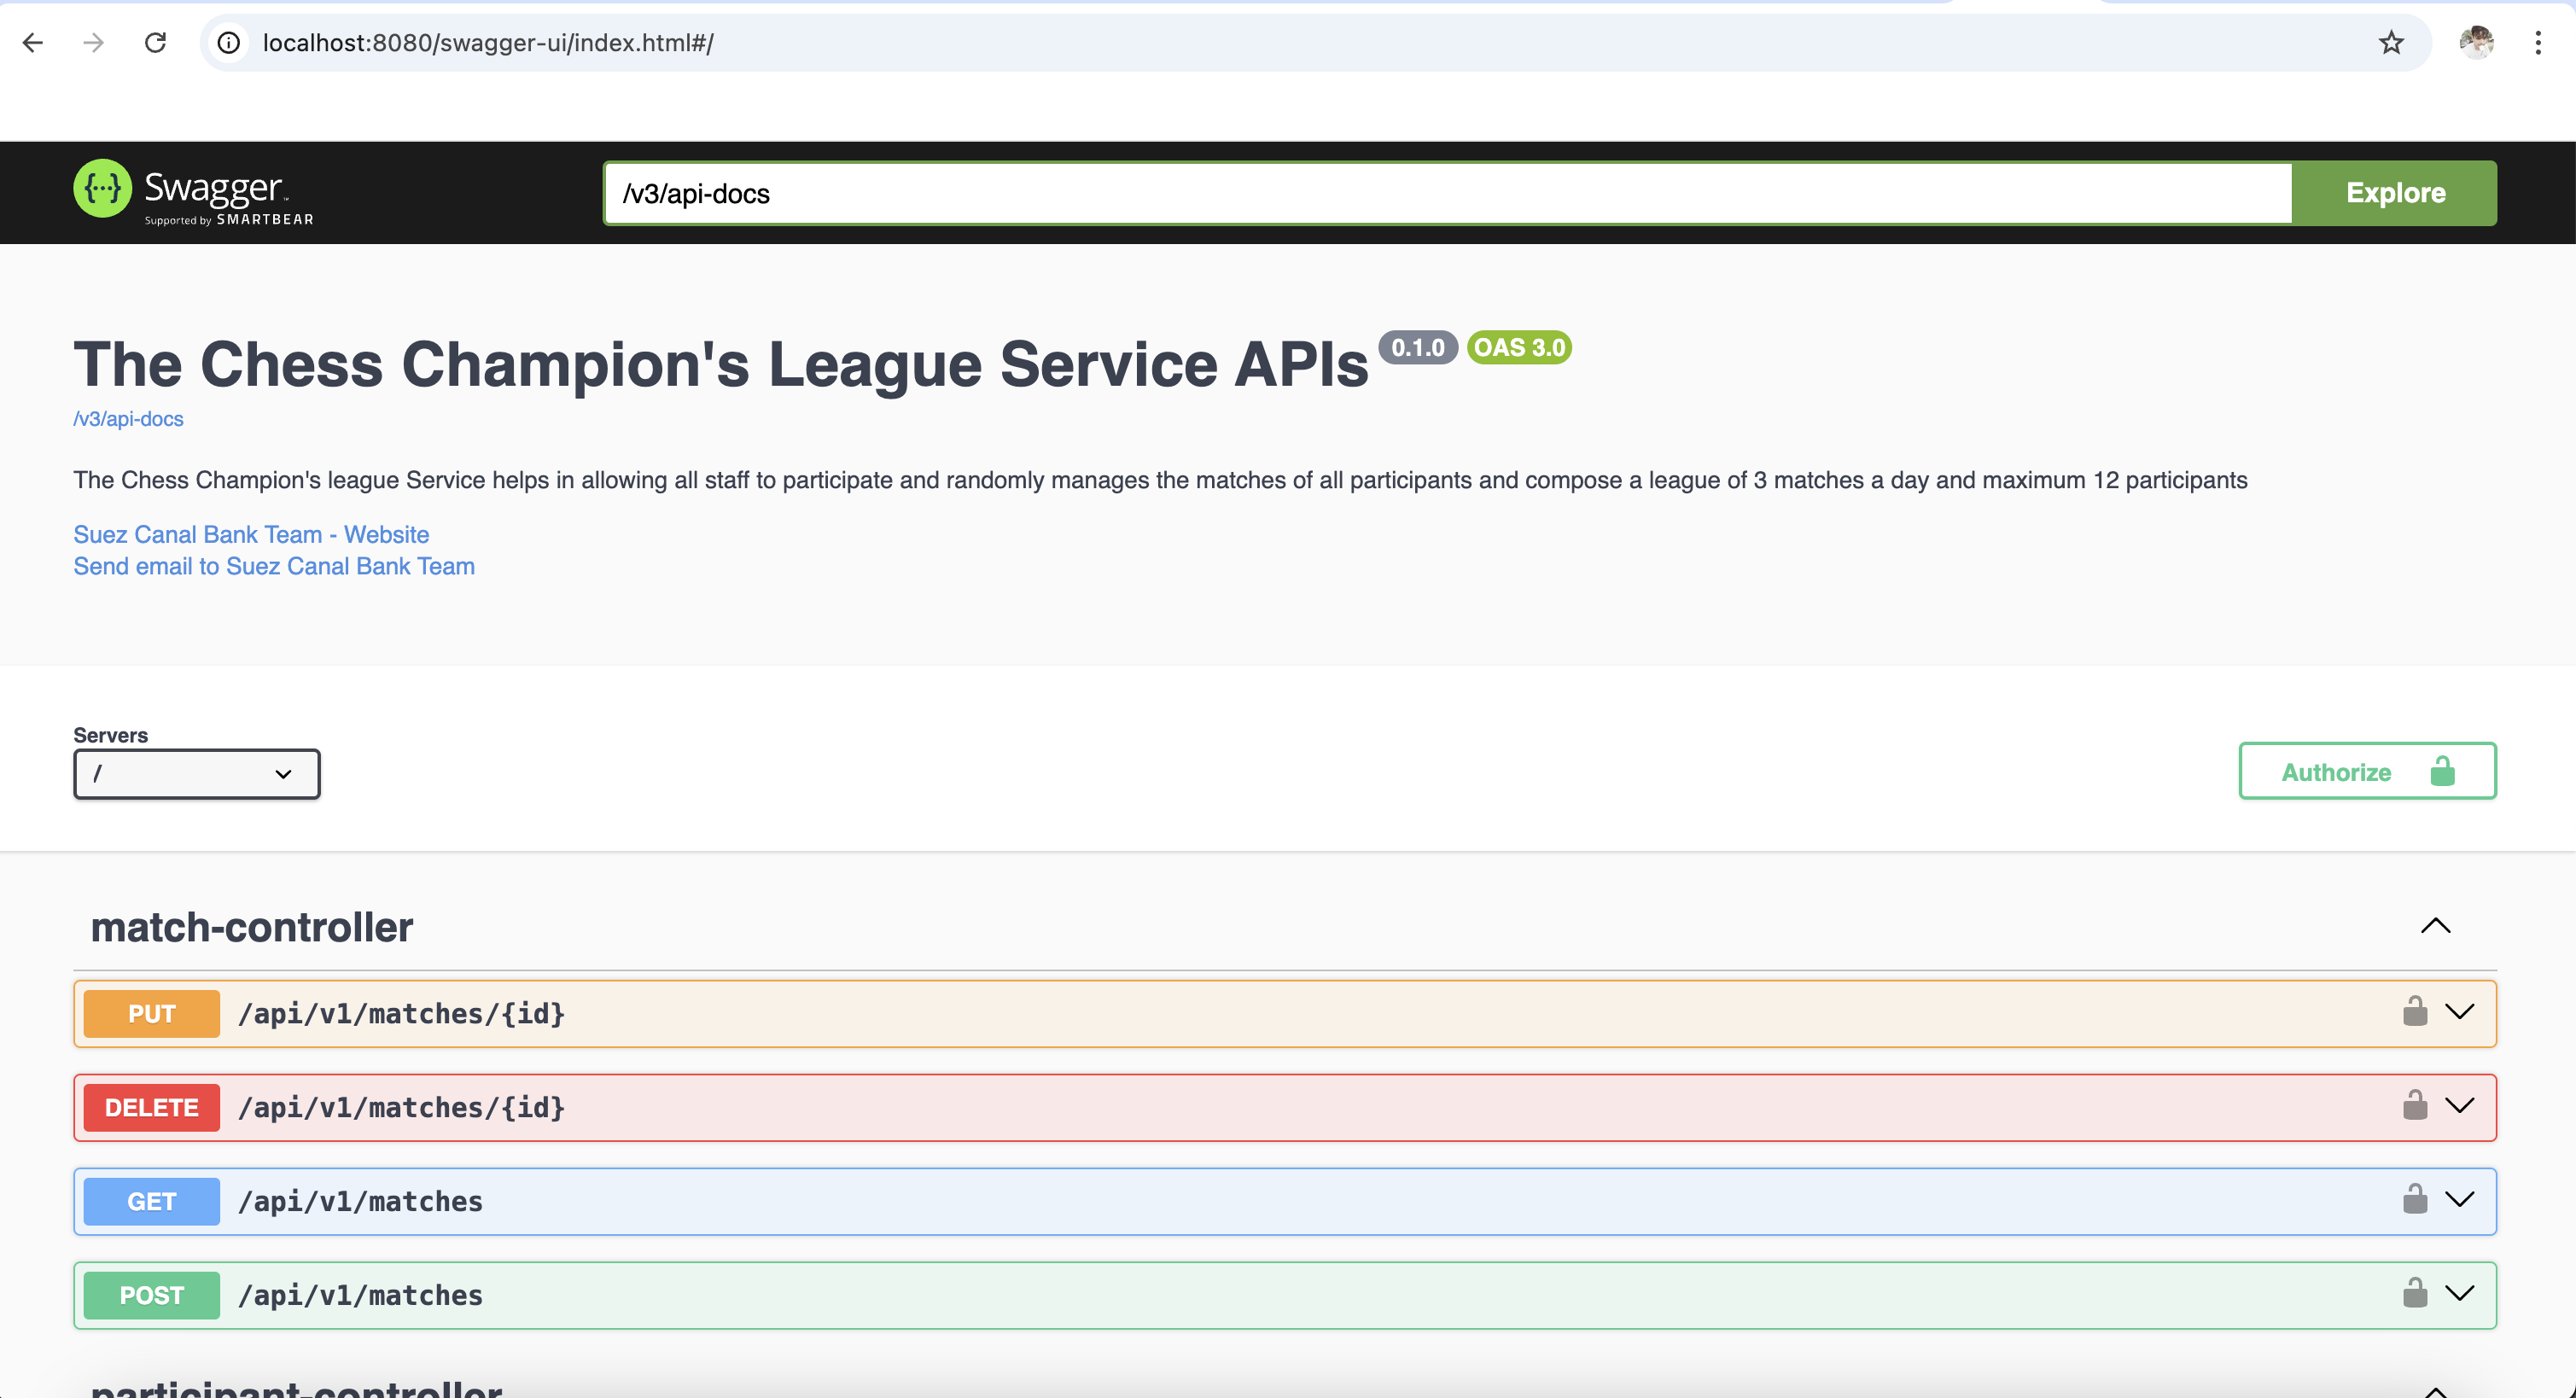 localhost:8080/swagger-ui/index.html#/
Swagger
Supported by SMARTBEAR
/v3/api-docs
Explore
The Chess Champion's League Service APIs 0.1.0 OAS 3.0
/v3/api-docs
The Chess Champion's league Service helps in allowing all staff to participate and randomly manages the matches of all participants and compose a league of 3 matches a day and maximum 12 participants
Suez Canal Bank Team - Website
Send email to Suez Canal Bank Team
Servers
/
Authorize
match-controller
PUT /api/v1/matches/{id}
DELETE /api/v1/matches/{id}
GET /api/v1/matches
POST /api/v1/matches
participant-controller